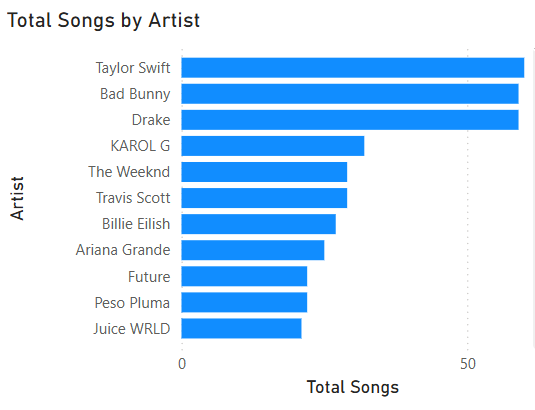 Total Songs by Artist
Artist
Taylor Swift
Bad Bunny
Drake
KAROL G
The Weeknd
Travis Scott
Billie Eilish
Ariana Grande
Future
Peso Pluma
Juice WRLD
0 50
Total Songs